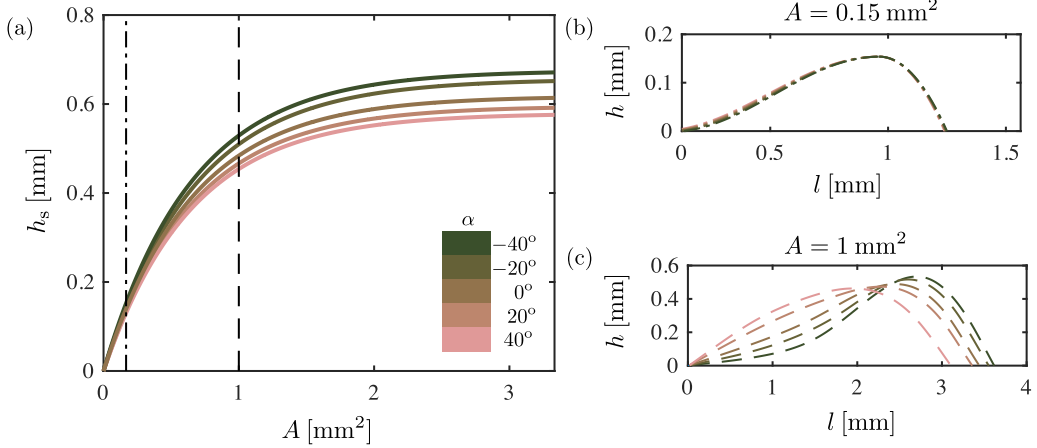 (a)
0.8
0.6
0.4
0.2
0
hₛ [mm]
0 1 2 3
A [mm²]
α
−40°
−20°
0°
20°
40°
(b)
A = 0.15 mm²
0.2
0.1
0
h [mm]
0 0.5 1 1.5
l [mm]
(c)
A = 1 mm²
0.6
0.4
0.2
0
h [mm]
0 1 2 3 4
l [mm]